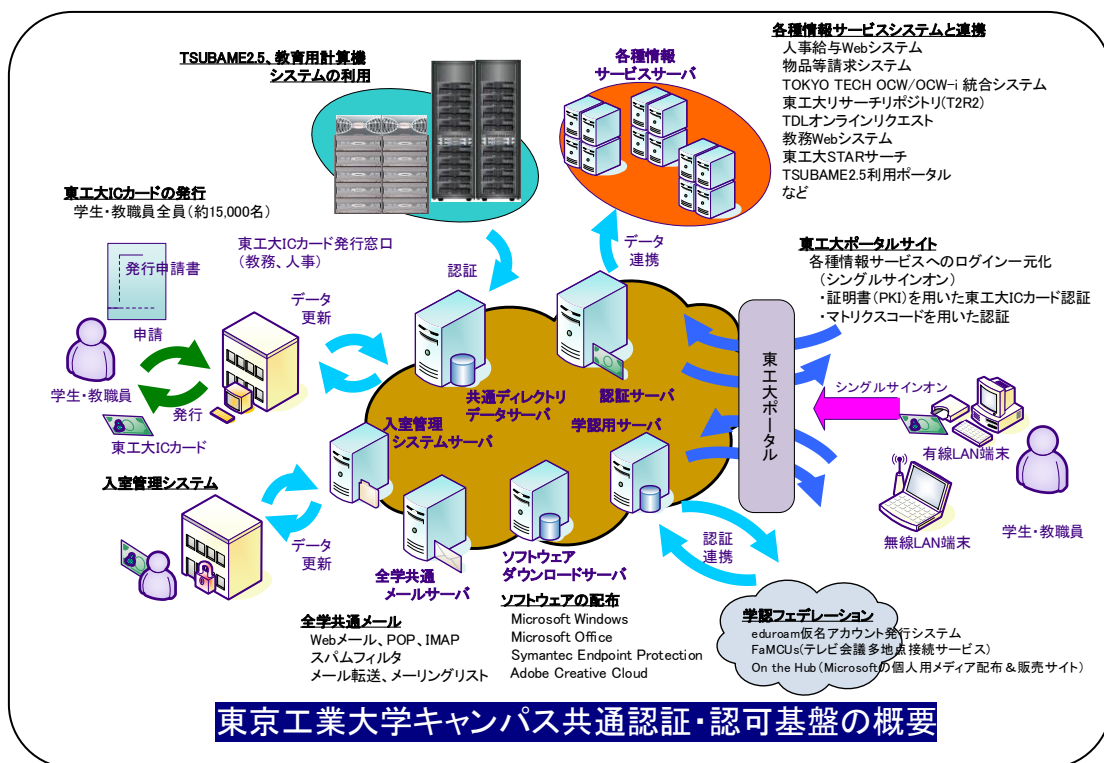 TSUBAME2.5、教育用計算機
システムの利用
各種情報
サービスサーバ
各種情報サービスシステムと連携
人事給与Webシステム
物品等請求システム
TOKYO TECH OCW/OCW-i 統合システム
東工大リサーチリポジトリ(T2R2)
TDLオンラインリクエスト
教務Webシステム
東工大STARサーチ
TSUBAME2.5利用ポータル
など
東工大ICカードの発行
学生・教職員全員(約15,000名)
発行申請書
申請
学生・教職員
発行
東工大ICカード
東工大ICカード発行窓口
(教務、人事)
データ
更新
認証
データ
連携
東工大ポータルサイト
各種情報サービスへのログイン一元化
(シングルサインオン)
・証明書(PKI)を用いた東工大ICカード認証
・マトリクスコードを用いた認証
共通ディレクトリ
データサーバ
認証サーバ
東工大ポータル
シングルサインオン
有線LAN端末
無線LAN端末
学生・教職員
入室管理
システムサーバ
学認用サーバ
入室管理システム
データ
更新
全学共通
メールサーバ
ソフトウェア
ダウンロードサーバ
認証
連携
全学共通メール
Webメール、POP、IMAP
スパムフィルタ
メール転送、メーリングリスト
ソフトウェアの配布
Microsoft Windows
Microsoft Office
Symantec Endpoint Protection
Adobe Creative Cloud
学認フェデレーション
eduroam仮名アカウント発行システム
FaMCUs(テレビ会議多地点接続サービス)
On the Hub(Microsoftの個人用メディア配布&販売サイト)
東京工業大学キャンパス共通認証・認可基盤の概要